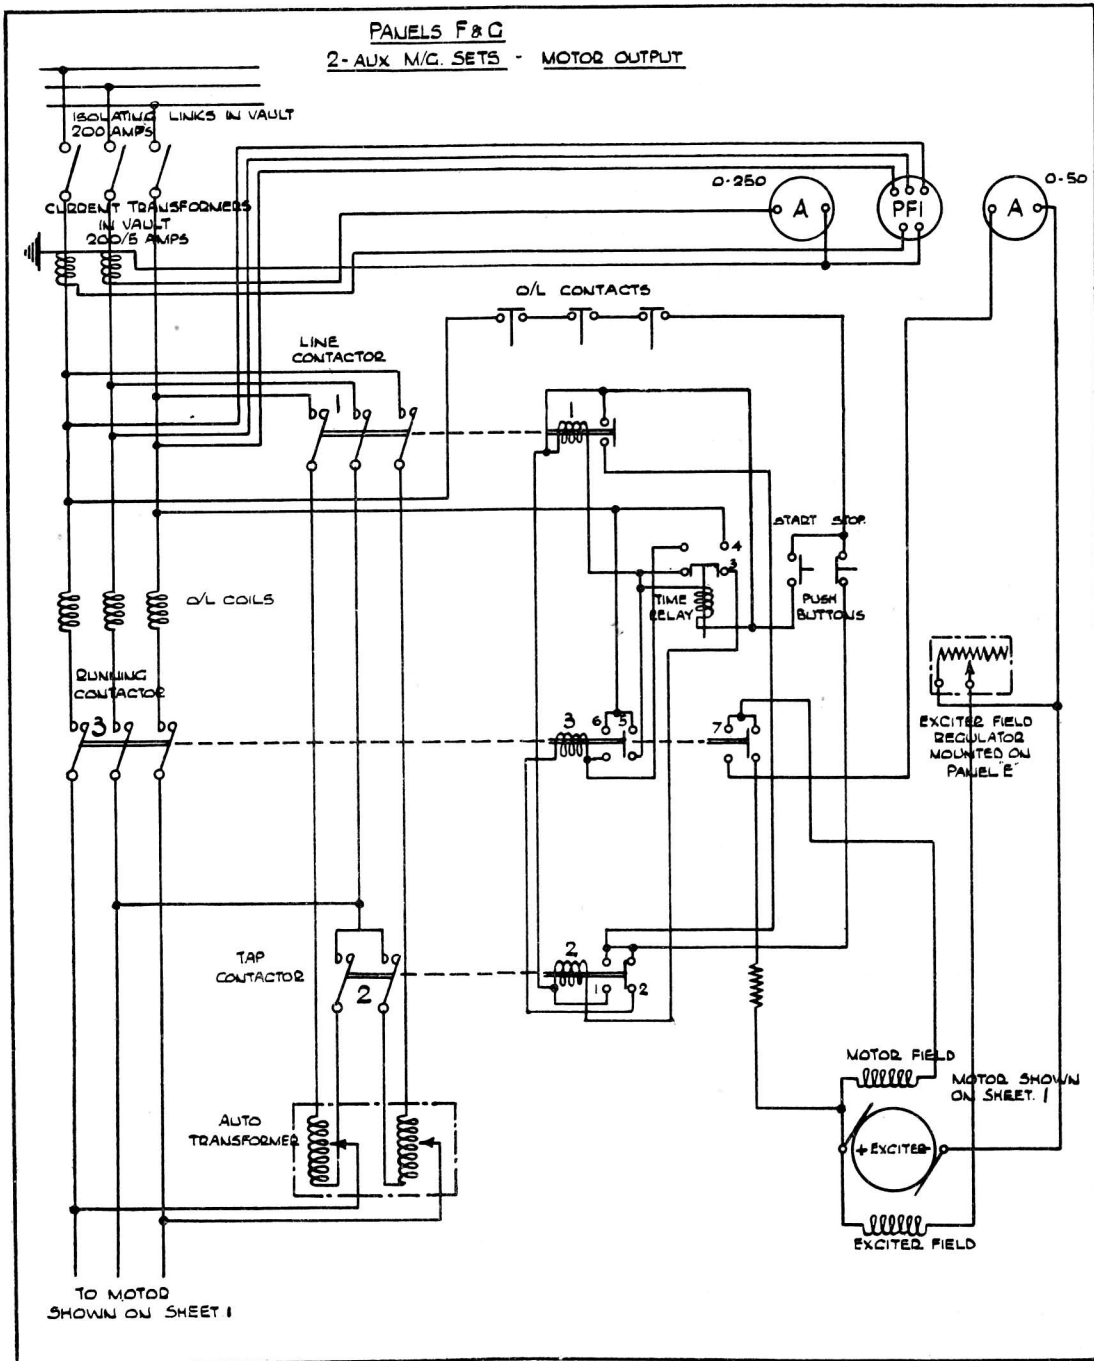 PANELS F & G
2-AUX M/G. SETS - MOTOR OUTPUT
ISOLATING LINKS IN VAULT
200 AMPS
CURRENT TRANSFORMERS
IN VAULT
200/5 AMPS
0-250
A
PFI
A
0-50
O/L CONTACTS
LINE
CONTACTOR
1
1
START STOP.
4
3
TIME
RELAY
PUSH
BUTTONS
O/L COILS
RUNNING
CONTACTOR
3
3
6
5
7
EXCITER FIELD
REGULATOR
MOUNTED ON
PANEL "E"
TAP
CONTACTOR
2
2
1
2
MOTOR FIELD
MOTOR SHOWN
ON SHEET. 1
AUTO
TRANSFORMER
+ EXCITER -
EXCITER FIELD
TO MOTOR
SHOWN ON SHEET 1